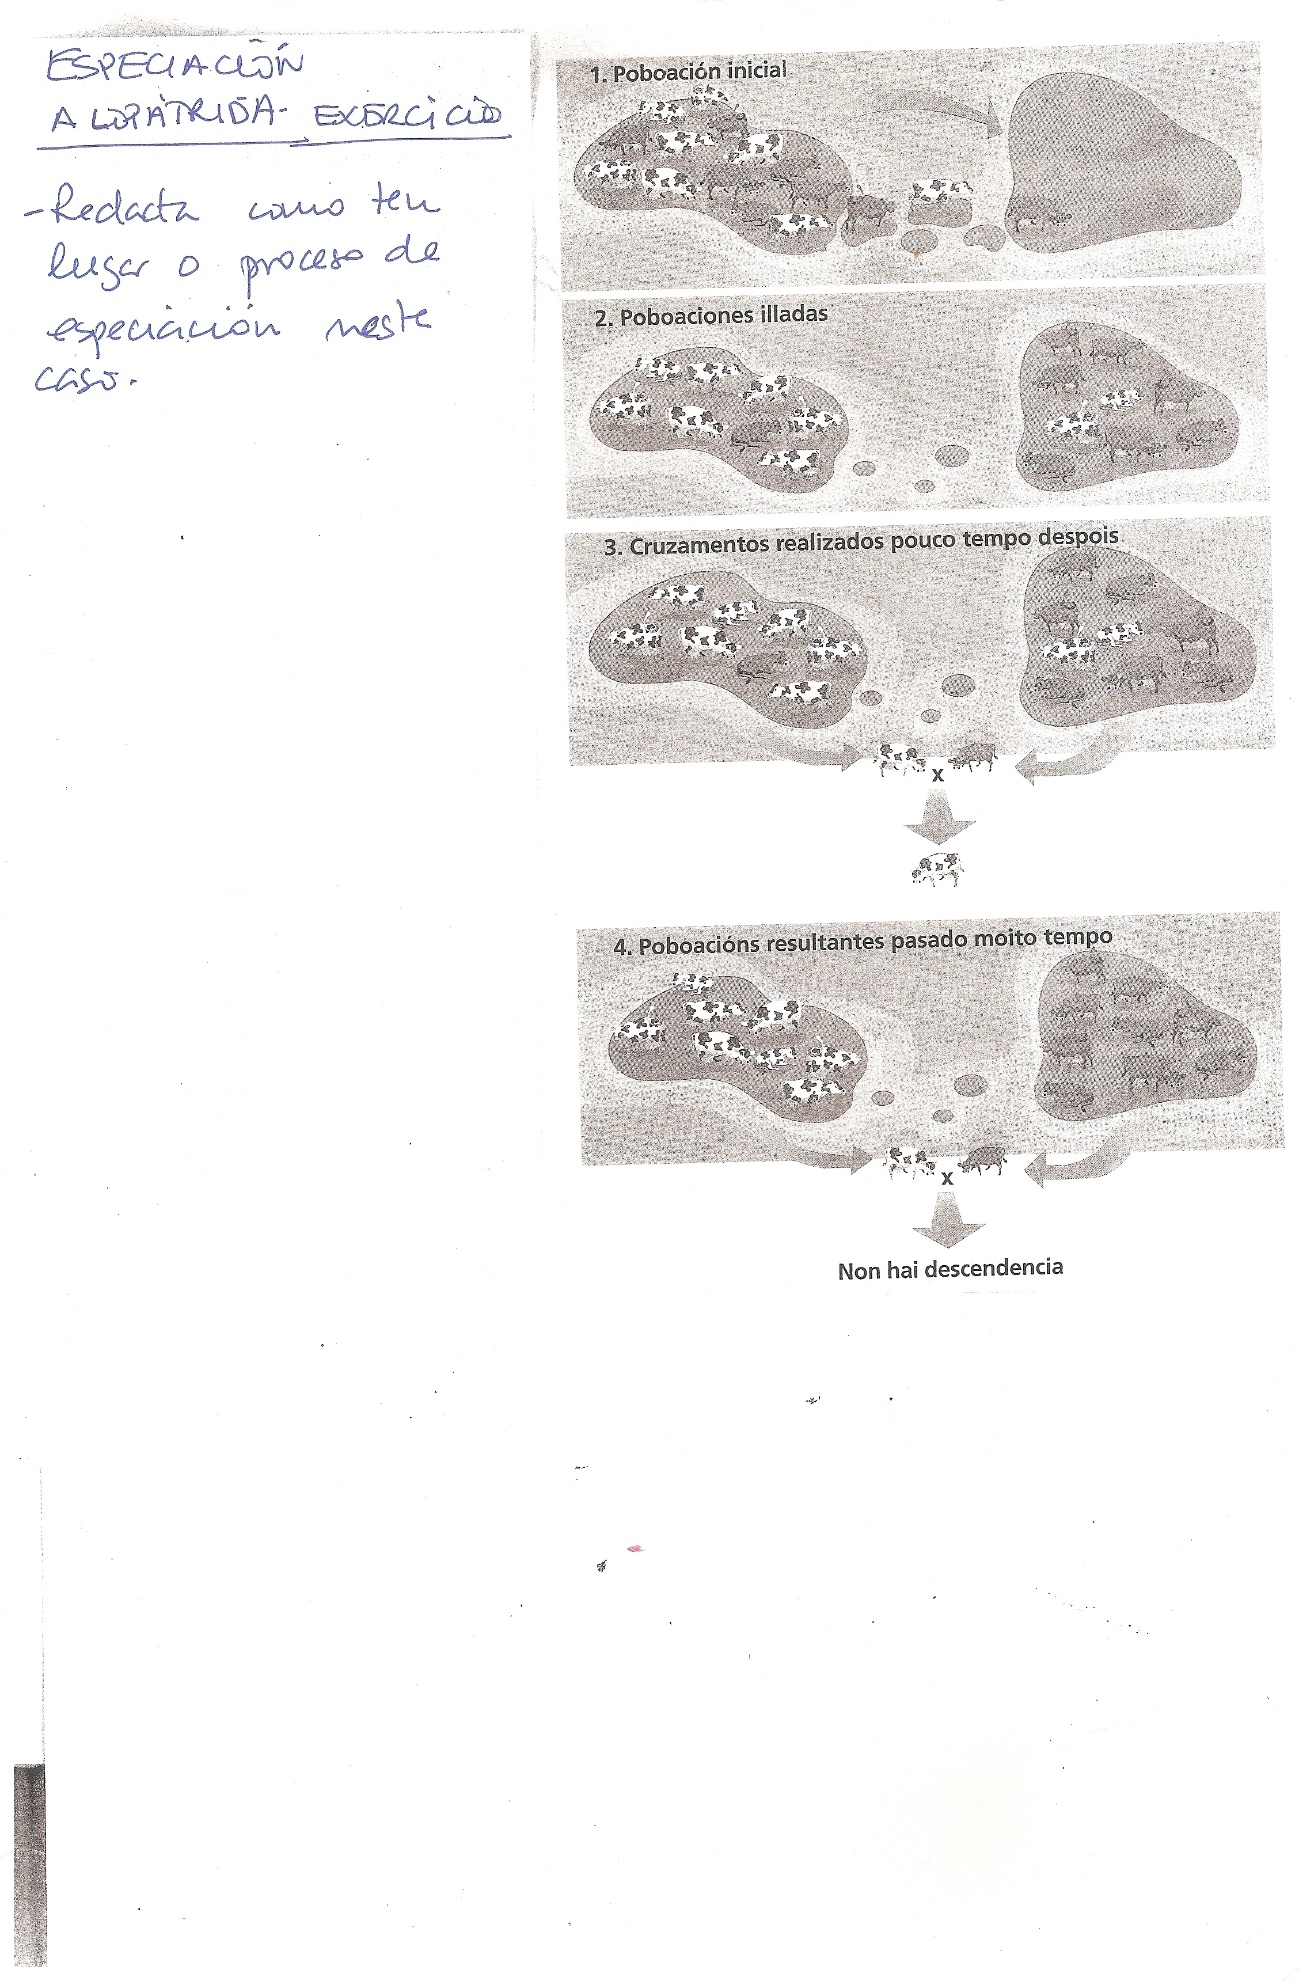 ESPECIACIÓN
ALOPÁTRIDA- EXERCICIO
- Redacta como ten
lugar o proceso de
especiación neste
caso.
1. Poboación inicial
2. Poboaciones illadas
3. Cruzamentos realizados pouco tempo despois
x
4. Poboacións resultantes pasado moito tempo
x
Non hai descendencia